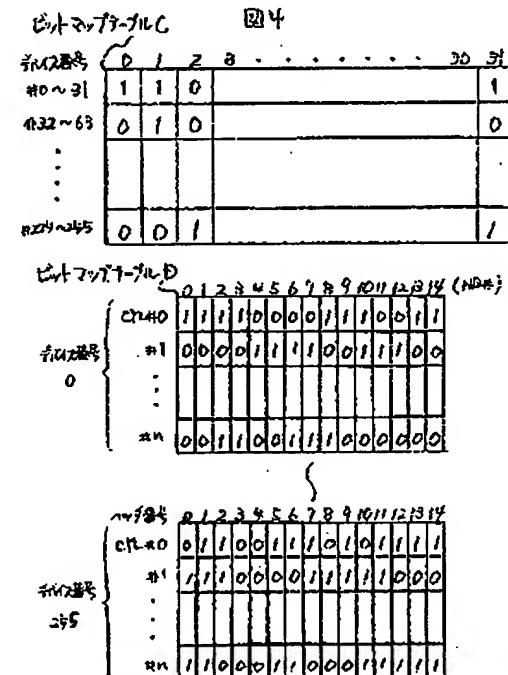 図4
ビットマップテーブルC
デバイス番号 0 1 2 3 ・・・・・・・ 30 31
#0~31 1 1 0 1
#32~63 0 1 0 0
#224~255 0 0 1 1
ビットマップテーブルD
0 1 2 3 4 5 6 7 8 9 10 11 12 13 14 (HD#)
デバイス番号 0
CYL#0 1 1 1 1 0 0 0 0 1 1 1 0 0 1 1
#1 0 0 0 0 1 1 1 1 0 0 1 1 1 0 0
#n 0 0 1 1 0 0 1 1 1 0 0 0 0 0 0
ヘッド番号 0 1 2 3 4 5 6 7 8 9 10 11 12 13 14
デバイス番号 255
CYL#0 0 1 1 0 0 1 1 1 0 1 0 1 1 1 1
#1 1 1 1 0 0 0 0 1 1 1 1 1 0 0 0
#n 1 1 0 0 0 1 1 0 0 0 1 1 1 1 1